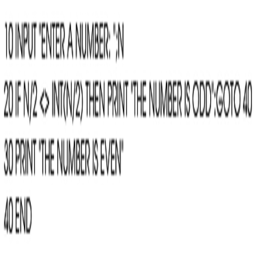 10 INPUT "ENTER A NUMBER: ";N
20 IF N/2 <> INT(N/2) THEN PRINT "THE NUMBER IS ODD":GOTO 40
30 PRINT "THE NUMBER IS EVEN"
40 END